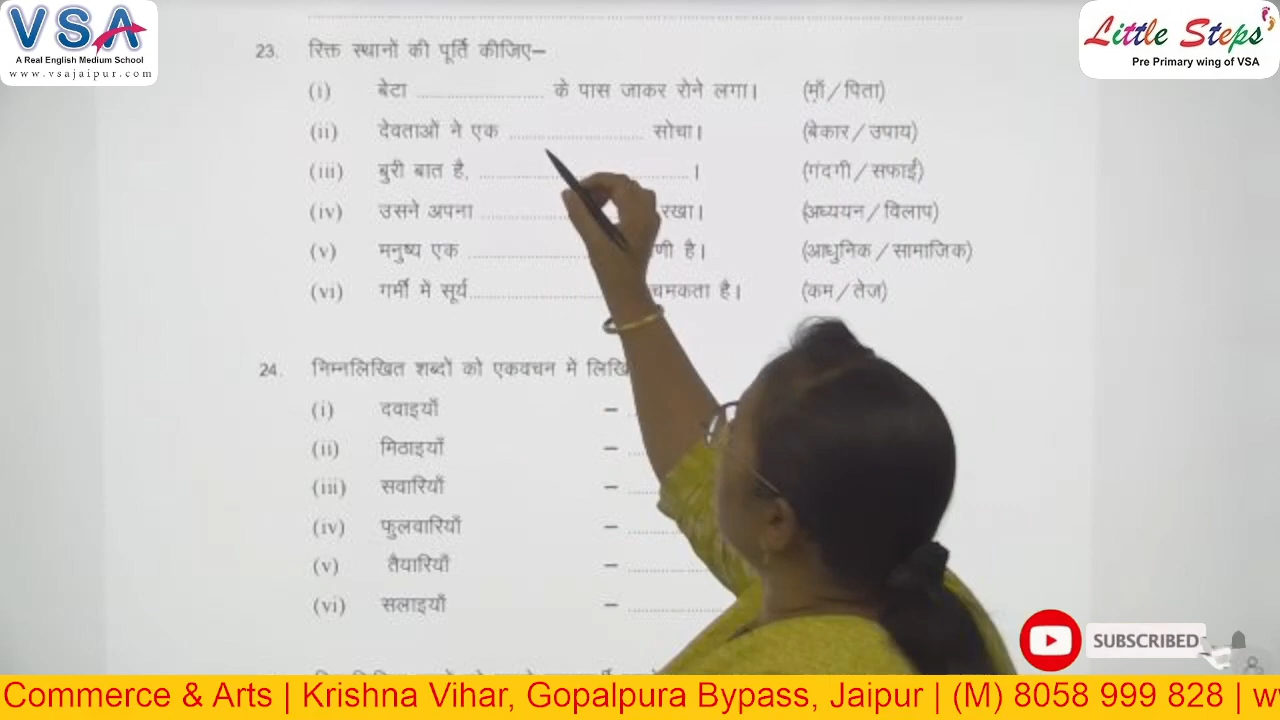 VSA
A Real English Medium School
www.vsajaipur.com
Little Steps
Pre Primary wing of VSA
23. रिक्त स्थानों की पूर्ति कीजिए–
(i) बेटा ........................ के पास जाकर रोने लगा। (माँ/पिता)
(ii) देवताओं ने एक ........................ सोचा। (बेकार/उपाय)
(iii) बुरी बात है, ........................। (गंदगी/सफाई)
(iv) उसने अपना ........................ रखा। (अध्ययन/विलाप)
(v) मनुष्य एक ........................ णी है। (आधुनिक/सामाजिक)
(vi) गर्मी में सूर्य........................ चमकता है। (कम/तेज)
24. निम्नलिखित शब्दों को एकवचन में
(i) दवाइयाँ –
(ii) मिठाइयाँ –
(iii) सवारियाँ –
(iv) फुलवारियाँ –
(v) तैयारियाँ –
(vi) सलाइयाँ –
SUBSCRIBED
Commerce & Arts | Krishna Vihar, Gopalpura Bypass, Jaipur | (M) 8058 999 828 | w